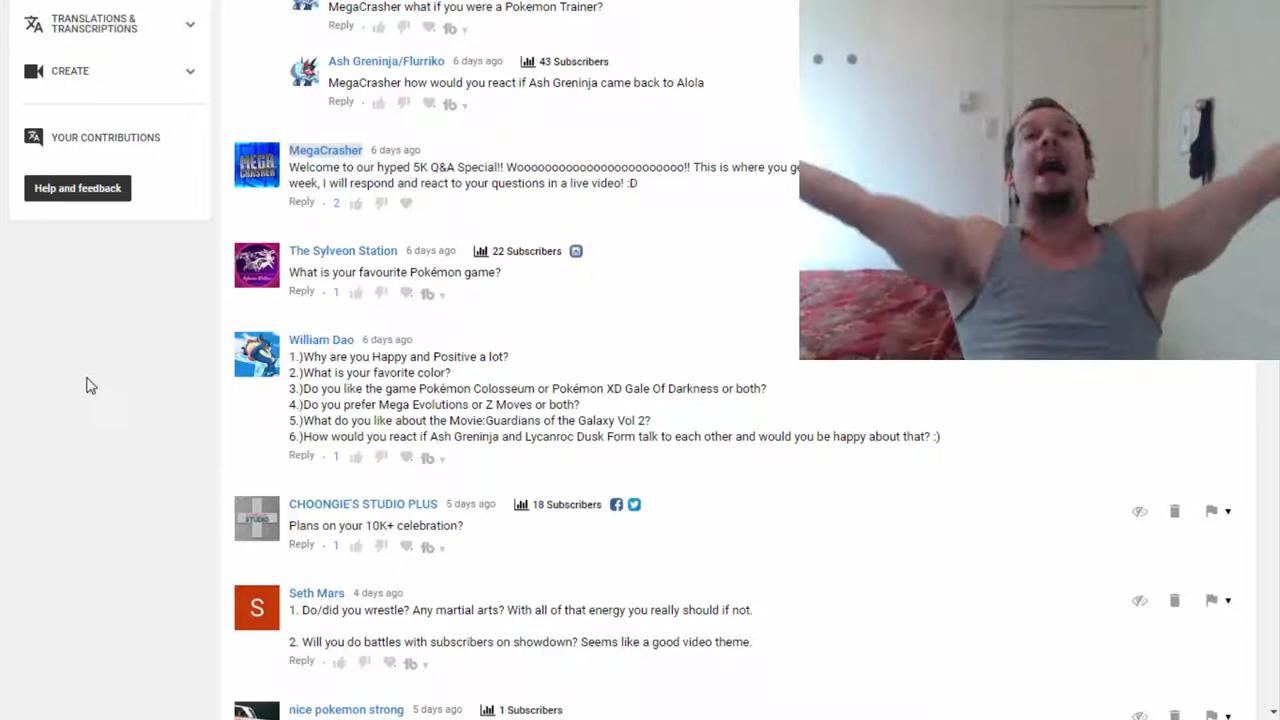 TRANSLATIONS &
TRANSCRIPTIONS
CREATE
YOUR CONTRIBUTIONS
Help and feedback
MegaCrasher what if you were a Pokemon Trainer?
Reply
Ash Greninja/Flurriko 6 days ago 43 Subscribers
MegaCrasher how would you react if Ash Greninja came back to Alola
Reply
MEGA
CRASHER
MegaCrasher 6 days ago
Welcome to our hyped 5K Q&A Special!! Woooooooooooooooooooooooo!! This is where you ge
week, I will respond and react to your questions in a live video! :D
Reply · 2
The Sylveon Station 6 days ago 22 Subscribers
What is your favourite Pokémon game?
Reply · 1
William Dao 6 days ago
1.)Why are you Happy and Positive a lot?
2.)What is your favorite color?
3.)Do you like the game Pokémon Colosseum or Pokémon XD Gale Of Darkness or both?
4.)Do you prefer Mega Evolutions or Z Moves or both?
5.)What do you like about the Movie:Guardians of the Galaxy Vol 2?
6.)How would you react if Ash Greninja and Lycanroc Dusk Form talk to each other and would you be happy about that? :)
Reply · 1
STUDIO
CHOONGIE'S STUDIO PLUS 5 days ago 18 Subscribers
Plans on your 10K+ celebration?
Reply · 1
S
Seth Mars 4 days ago
1. Do/did you wrestle? Any martial arts? With all of that energy you really should if not.
2. Will you do battles with subscribers on showdown? Seems like a good video theme.
Reply
nice pokemon strong 5 days ago 1 Subscribers